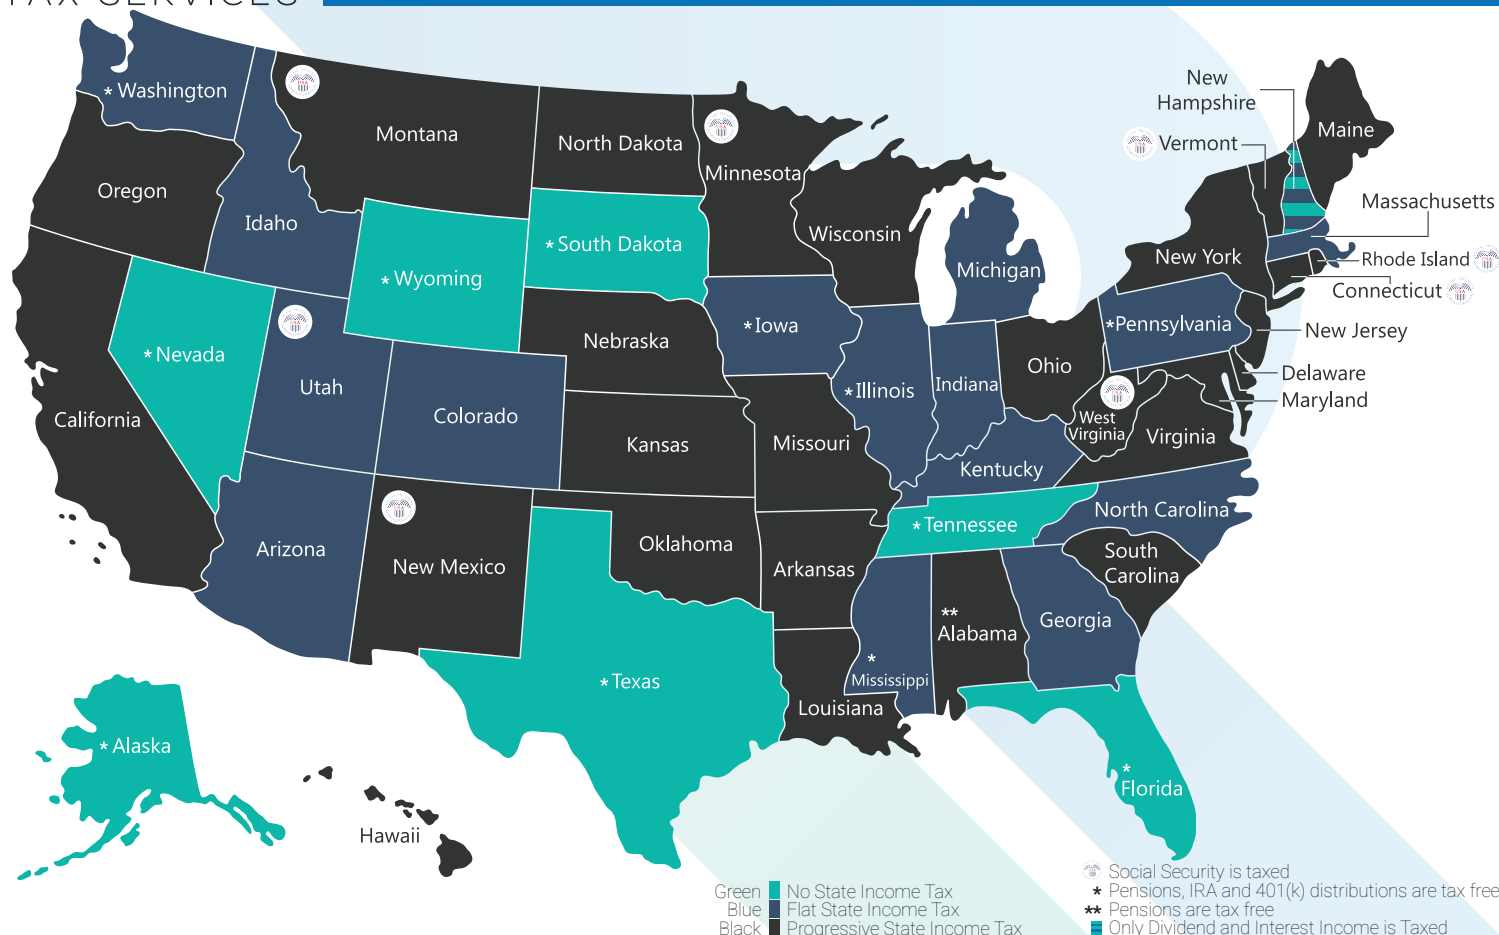 TAX SERVICES
* Washington
Montana
North Dakota
Minnesota
New
Hampshire
Vermont
Maine
Oregon
Idaho
Massachusetts
Wisconsin
* South Dakota
* Wyoming
Michigan
New York
Rhode Island
Connecticut
* Nevada
Nebraska
* Iowa
*Pennsylvania
New Jersey
Utah
Colorado
* Illinois
Indiana
Ohio
Delaware
Maryland
California
Kansas
Missouri
West
Virginia
Virginia
Kentucky
Arizona
New Mexico
Oklahoma
* Tennessee
North Carolina
Arkansas
South
Carolina
**
Alabama
Georgia
*
Mississippi
* Texas
Louisiana
* Alaska
*
Florida
Hawaii
Green No State Income Tax
Blue Flat State Income Tax
Black Progressive State Income Tax
Social Security is taxed
* Pensions, IRA and 401(k) distributions are tax free
** Pensions are tax free
Only Dividend and Interest Income is Taxed